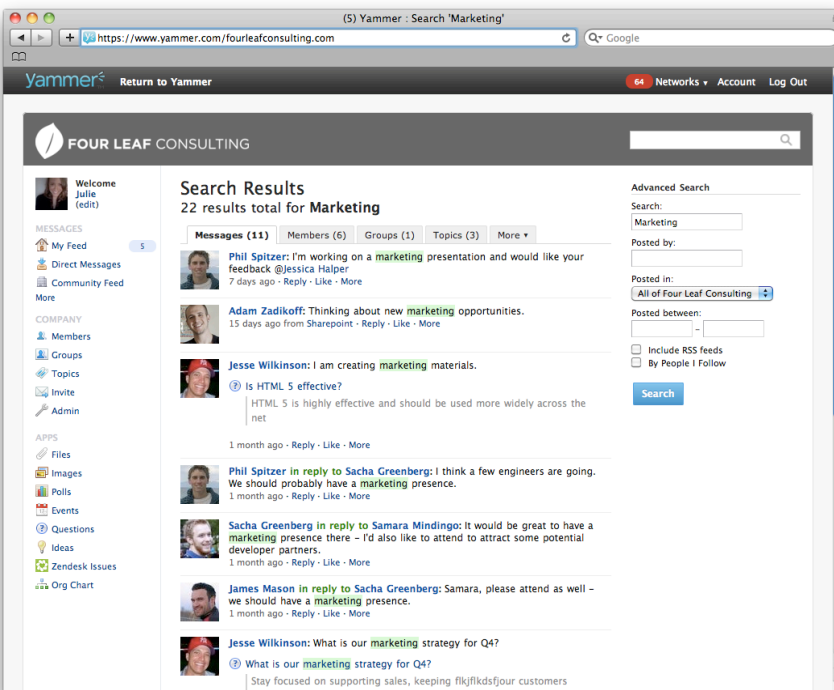 (5) Yammer : Search 'Marketing'
https://www.yammer.com/fourleafconsulting.com
Google
yammer
Return to Yammer
64 Networks ▾ Account Log Out
FOUR LEAF CONSULTING
Welcome
Julie
(edit)
MESSAGES
My Feed 5
Direct Messages
Community Feed
More
COMPANY
Members
Groups
Topics
Invite
Admin
APPS
Files
Images
Polls
Events
Questions
Ideas
Zendesk Issues
Org Chart
Search Results
22 results total for Marketing
Messages (11) Members (6) Groups (1) Topics (3) More ▾
Phil Spitzer: I'm working on a marketing presentation and would like your
feedback @Jessica Halper
7 days ago · Reply · Like · More
Adam Zadikoff: Thinking about new marketing opportunities.
15 days ago from Sharepoint · Reply · Like · More
Jesse Wilkinson: I am creating marketing materials.
Is HTML 5 effective?
HTML 5 is highly effective and should be used more widely across the
net
1 month ago · Reply · Like · More
Phil Spitzer in reply to Sacha Greenberg: I think a few engineers are going.
We should probably have a marketing presence.
1 month ago · Reply · Like · More
Sacha Greenberg in reply to Samara Mindingo: It would be great to have a
marketing presence there – I'd also like to attend to attract some potential
developer partners.
1 month ago · Reply · Like · More
James Mason in reply to Sacha Greenberg: Samara, please attend as well –
we should have a marketing presence.
1 month ago · Reply · Like · More
Jesse Wilkinson: What is our marketing strategy for Q4?
What is our marketing strategy for Q4?
Stay focused on supporting sales, keeping flkjflkdsfjour customers
Advanced Search
Search:
Marketing
Posted by:
Posted in:
All of Four Leaf Consulting
Posted between:
–
Include RSS feeds
By People I Follow
Search